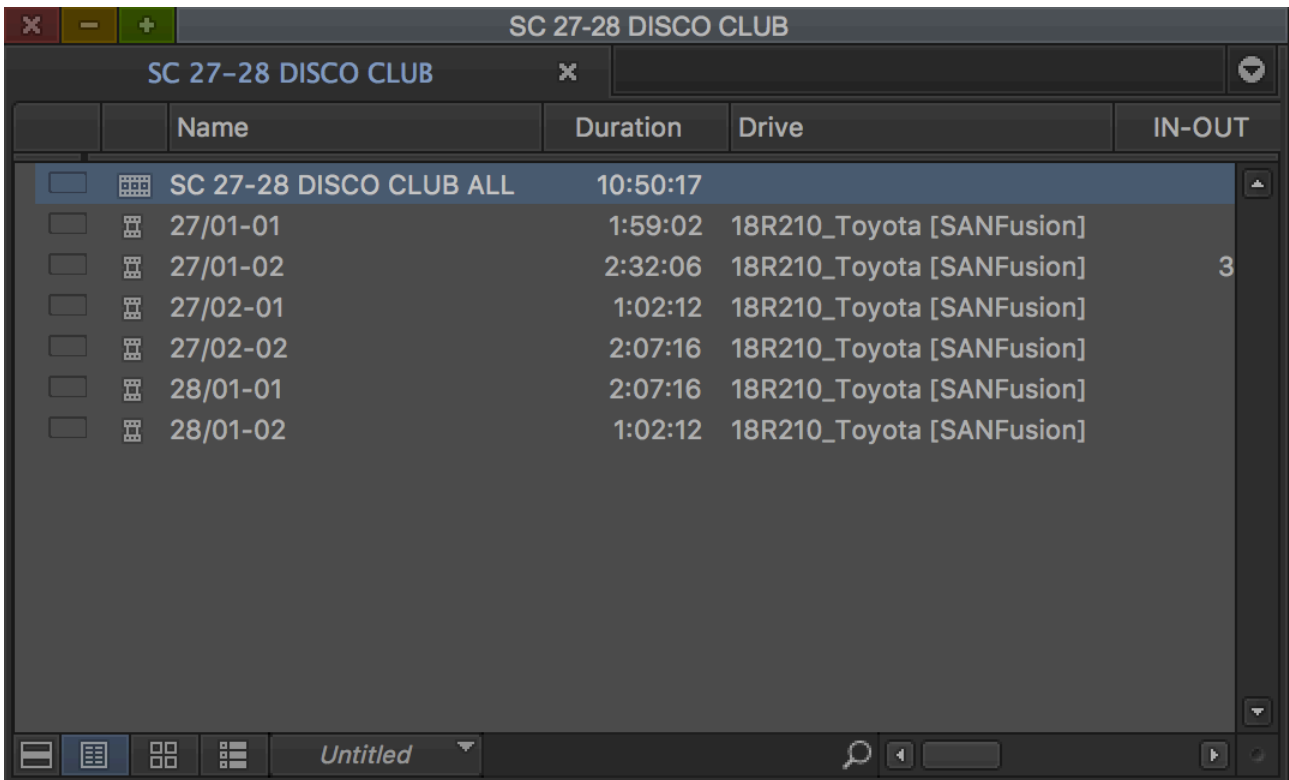 SC 27-28 DISCO CLUB
SC 27-28 DISCO CLUB
Name Duration Drive IN-OUT
SC 27-28 DISCO CLUB ALL 10:50:17
27/01-01 1:59:02 18R210_Toyota [SANFusion]
27/01-02 2:32:06 18R210_Toyota [SANFusion] 3
27/02-01 1:02:12 18R210_Toyota [SANFusion]
27/02-02 2:07:16 18R210_Toyota [SANFusion]
28/01-01 2:07:16 18R210_Toyota [SANFusion]
28/01-02 1:02:12 18R210_Toyota [SANFusion]
Untitled